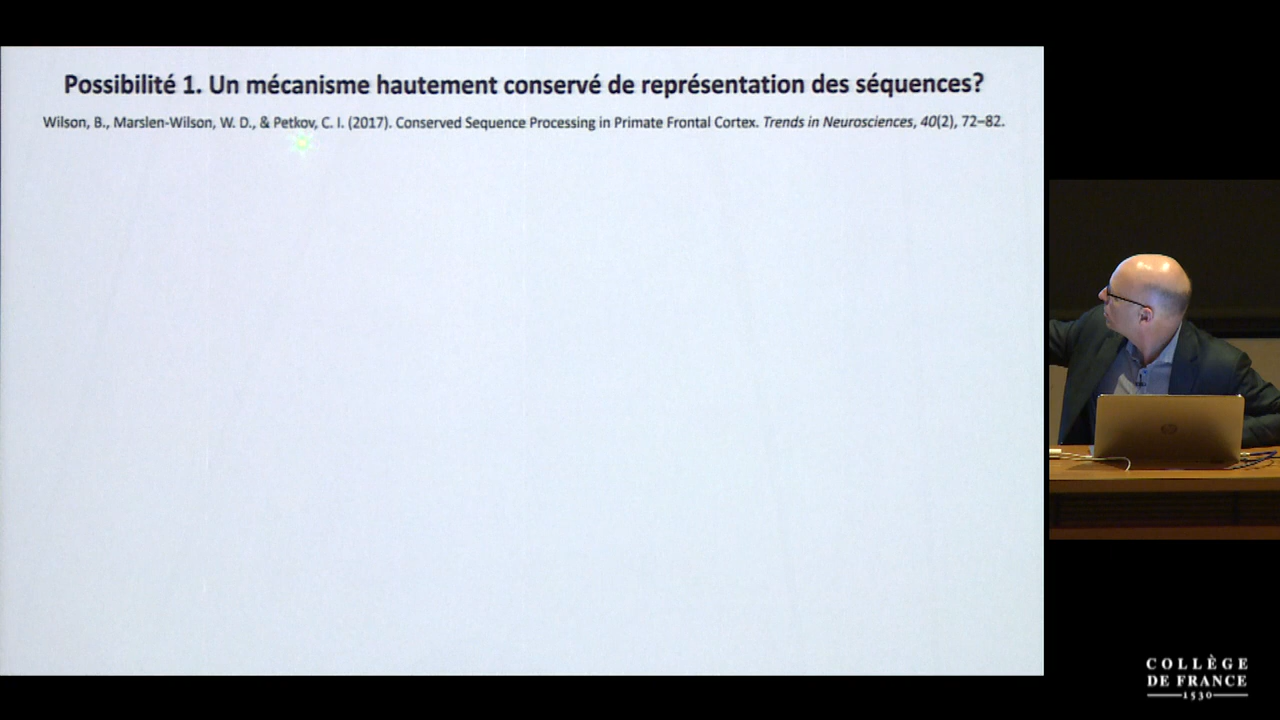 Possibilité 1. Un mécanisme hautement conservé de représentation des séquences?
Wilson, B., Marslen-Wilson, W. D., & Petkov, C. I. (2017). Conserved Sequence Processing in Primate Frontal Cortex. Trends in Neurosciences, 40(2), 72–82.
COLLÈGE
DE FRANCE
1530